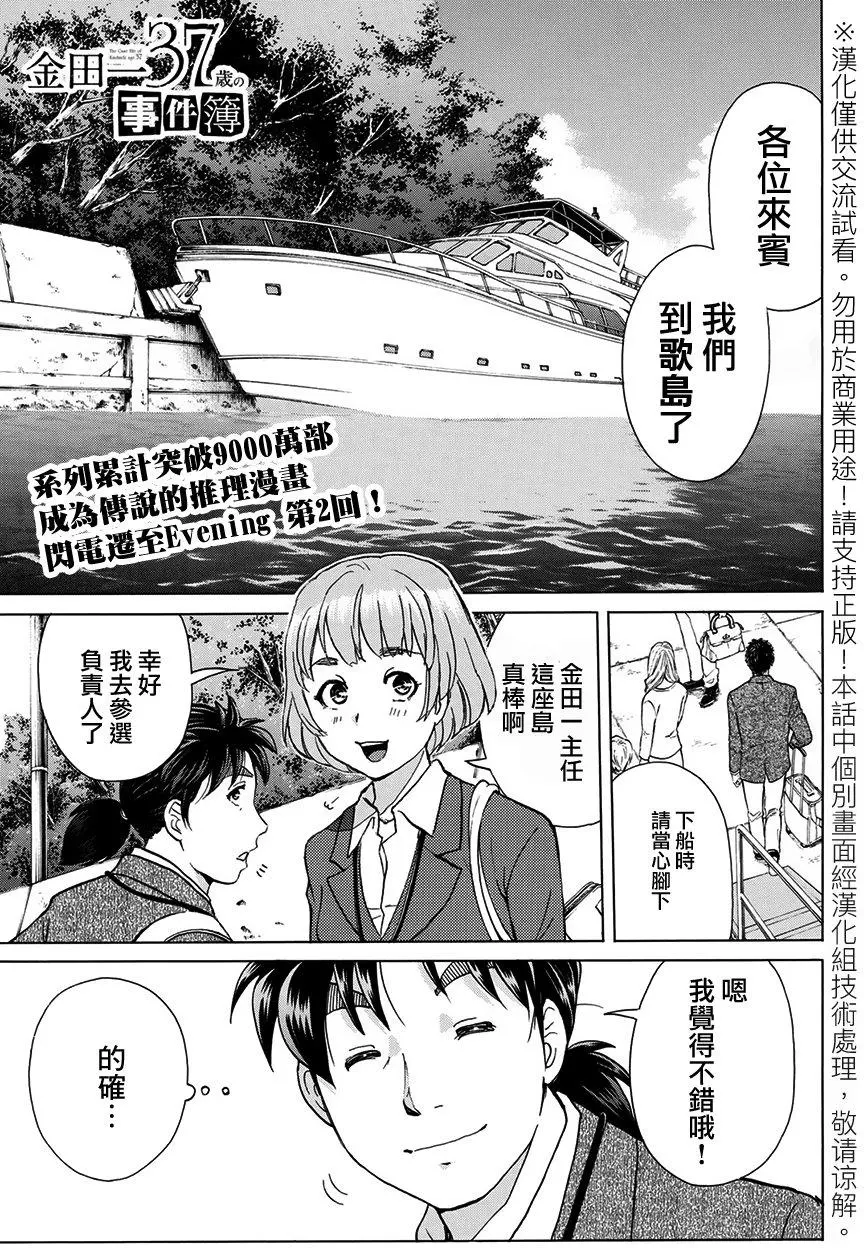 金田一37歳の
The Case File of
Kindaichi age 37
事件簿
各位來賓
我們
到歌島了
系列累計突破9000萬部
成為傳說的推理漫畫
閃電遷至Evening 第2回！
下船時
請當心腳下
金田一主任
這座島
真棒啊
幸好
我去參選
負責人了
嗯
我覺得不錯哦！
的確…
※漢化僅供交流試看。勿用於商業用途！請支持正版！本話中個別畫面經漢化組技術處理，敬请谅解。